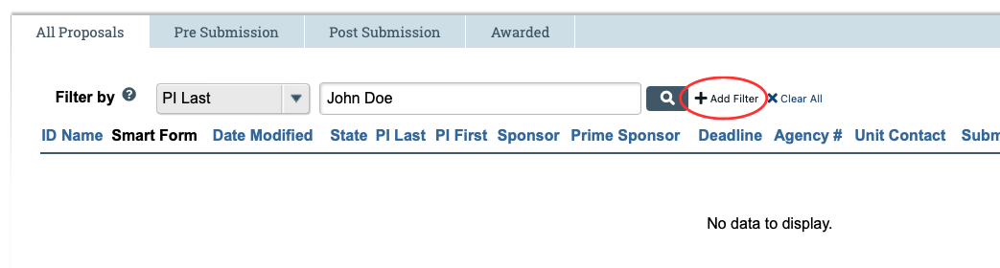 All Proposals Pre Submission Post Submission Awarded
Filter by ? PI Last John Doe Add Filter Clear All
ID Name Smart Form Date Modified State PI Last PI First Sponsor Prime Sponsor Deadline Agency # Unit Contact Subm
No data to display.